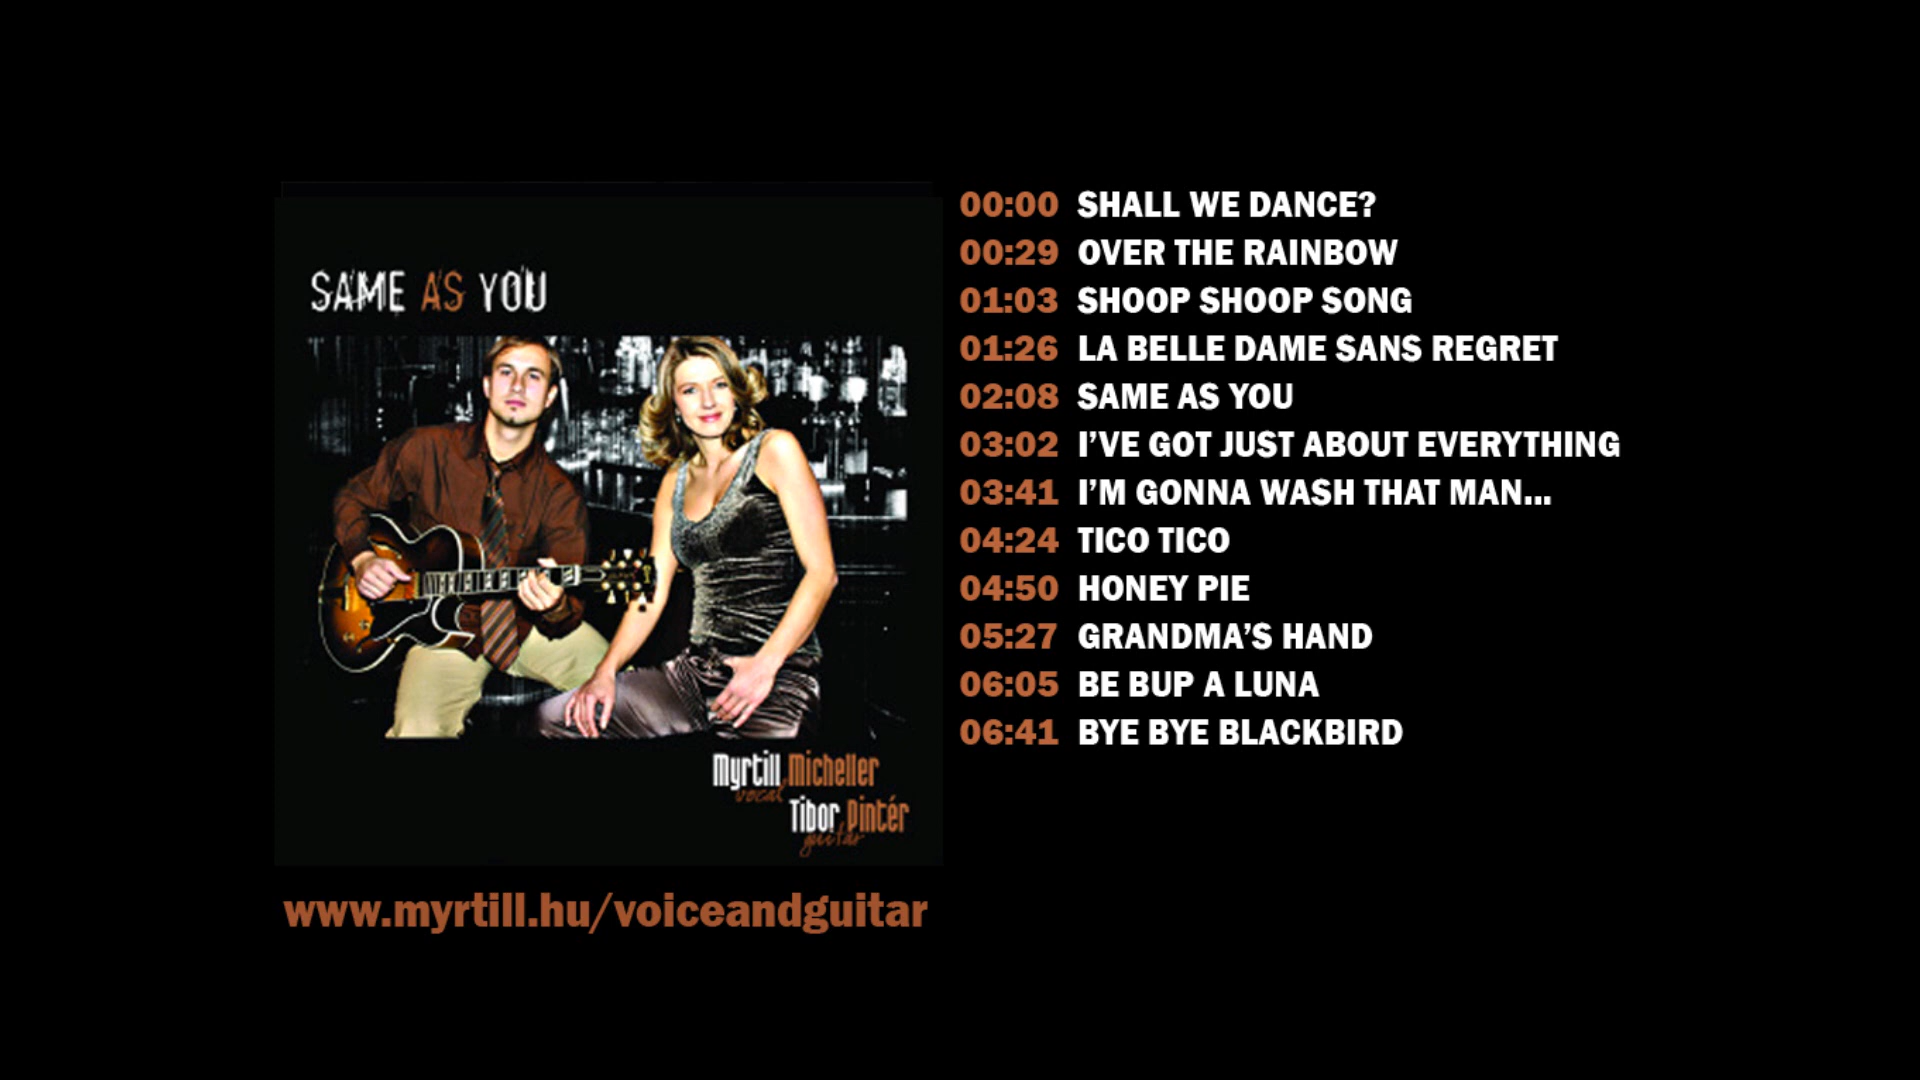 SAME AS YOU
Myrtill Micheller
vocal
Tibor Pintér
guitar
www.myrtill.hu/voiceandguitar
00:00 SHALL WE DANCE?
00:29 OVER THE RAINBOW
01:03 SHOOP SHOOP SONG
01:26 LA BELLE DAME SANS REGRET
02:08 SAME AS YOU
03:02 I’VE GOT JUST ABOUT EVERYTHING
03:41 I’M GONNA WASH THAT MAN...
04:24 TICO TICO
04:50 HONEY PIE
05:27 GRANDMA’S HAND
06:05 BE BUP A LUNA
06:41 BYE BYE BLACKBIRD